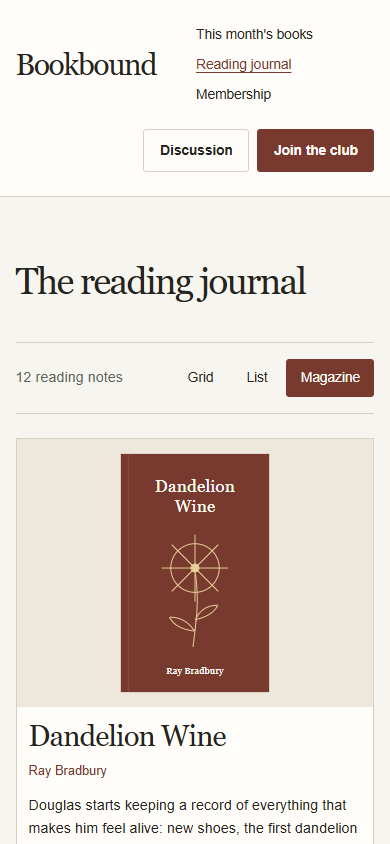 Bookbound
This month's books
Reading journal
Membership
Discussion
Join the club
The reading journal
12 reading notes
Grid
List
Magazine
Dandelion
Wine
Ray Bradbury
Dandelion Wine
Ray Bradbury
Douglas starts keeping a record of everything that
makes him feel alive: new shoes, the first dandelion